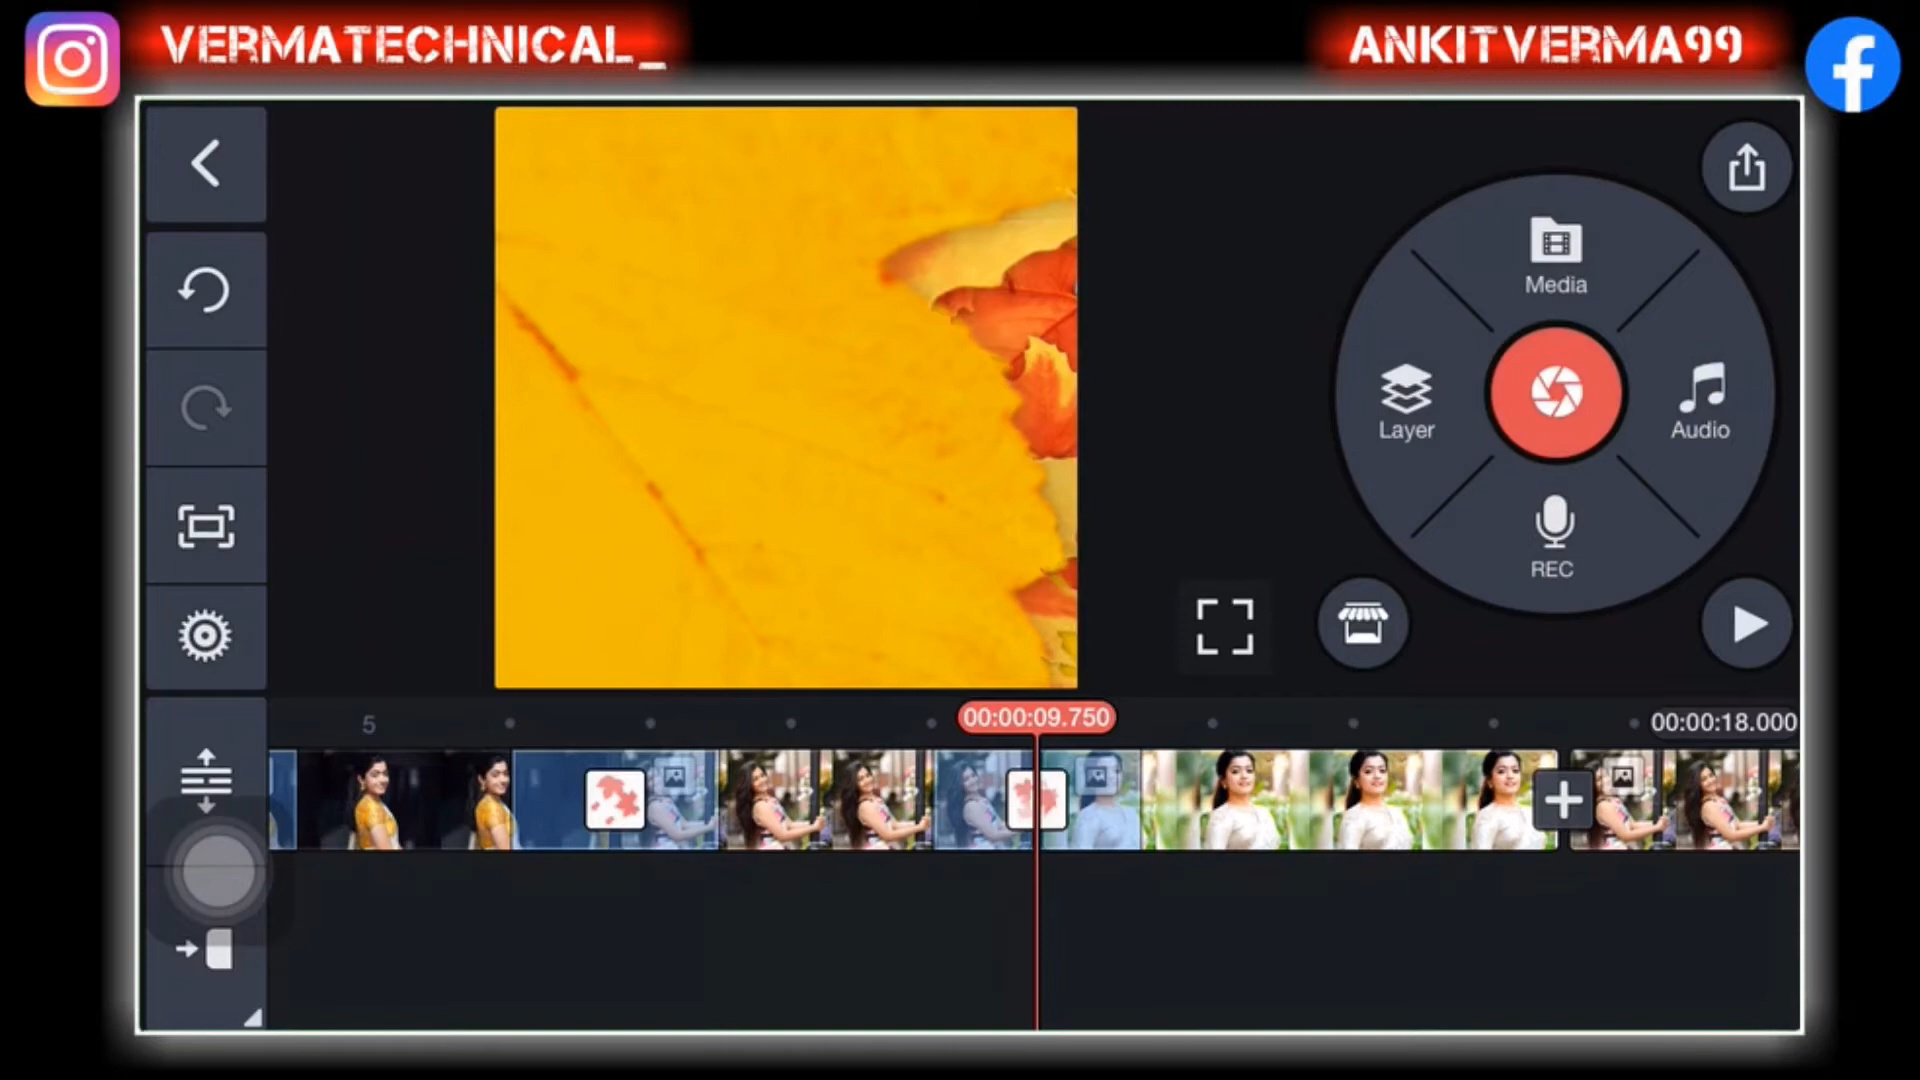 VERMATECHNICAL_
ANKITVERMA99
Media
Layer
Audio
REC
5
00:00:09.750
00:00:18.000